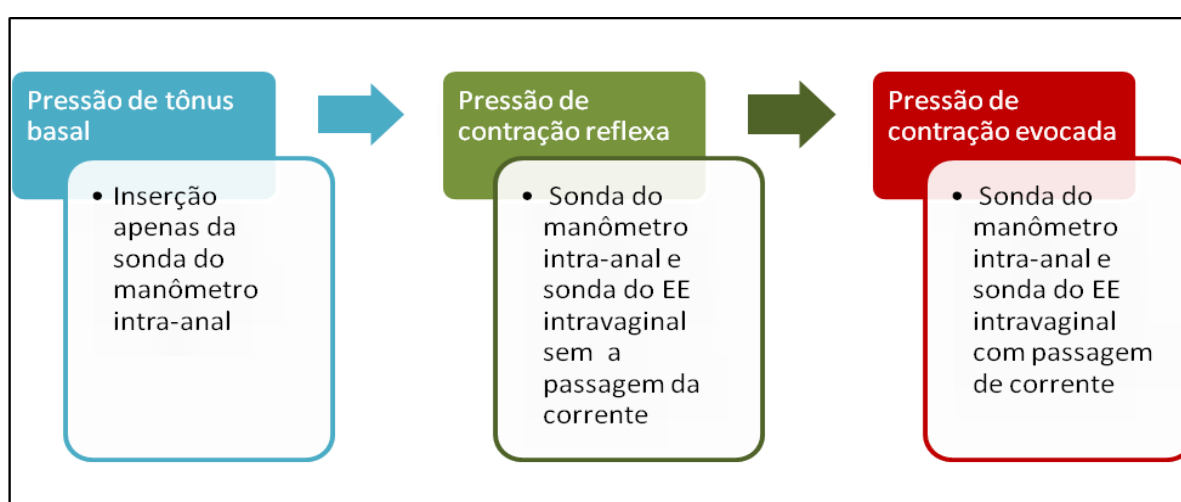 Pressão de tônus
basal
• Inserção
apenas da
sonda do
manômetro
intra-anal
Pressão de
contração reflexa
• Sonda do
manômetro
intra-anal e
sonda do EE
intravaginal
sem a
passagem da
corrente
Pressão de
contração evocada
• Sonda do
manômetro
intra-anal e
sonda do EE
intravaginal
com passagem
de corrente